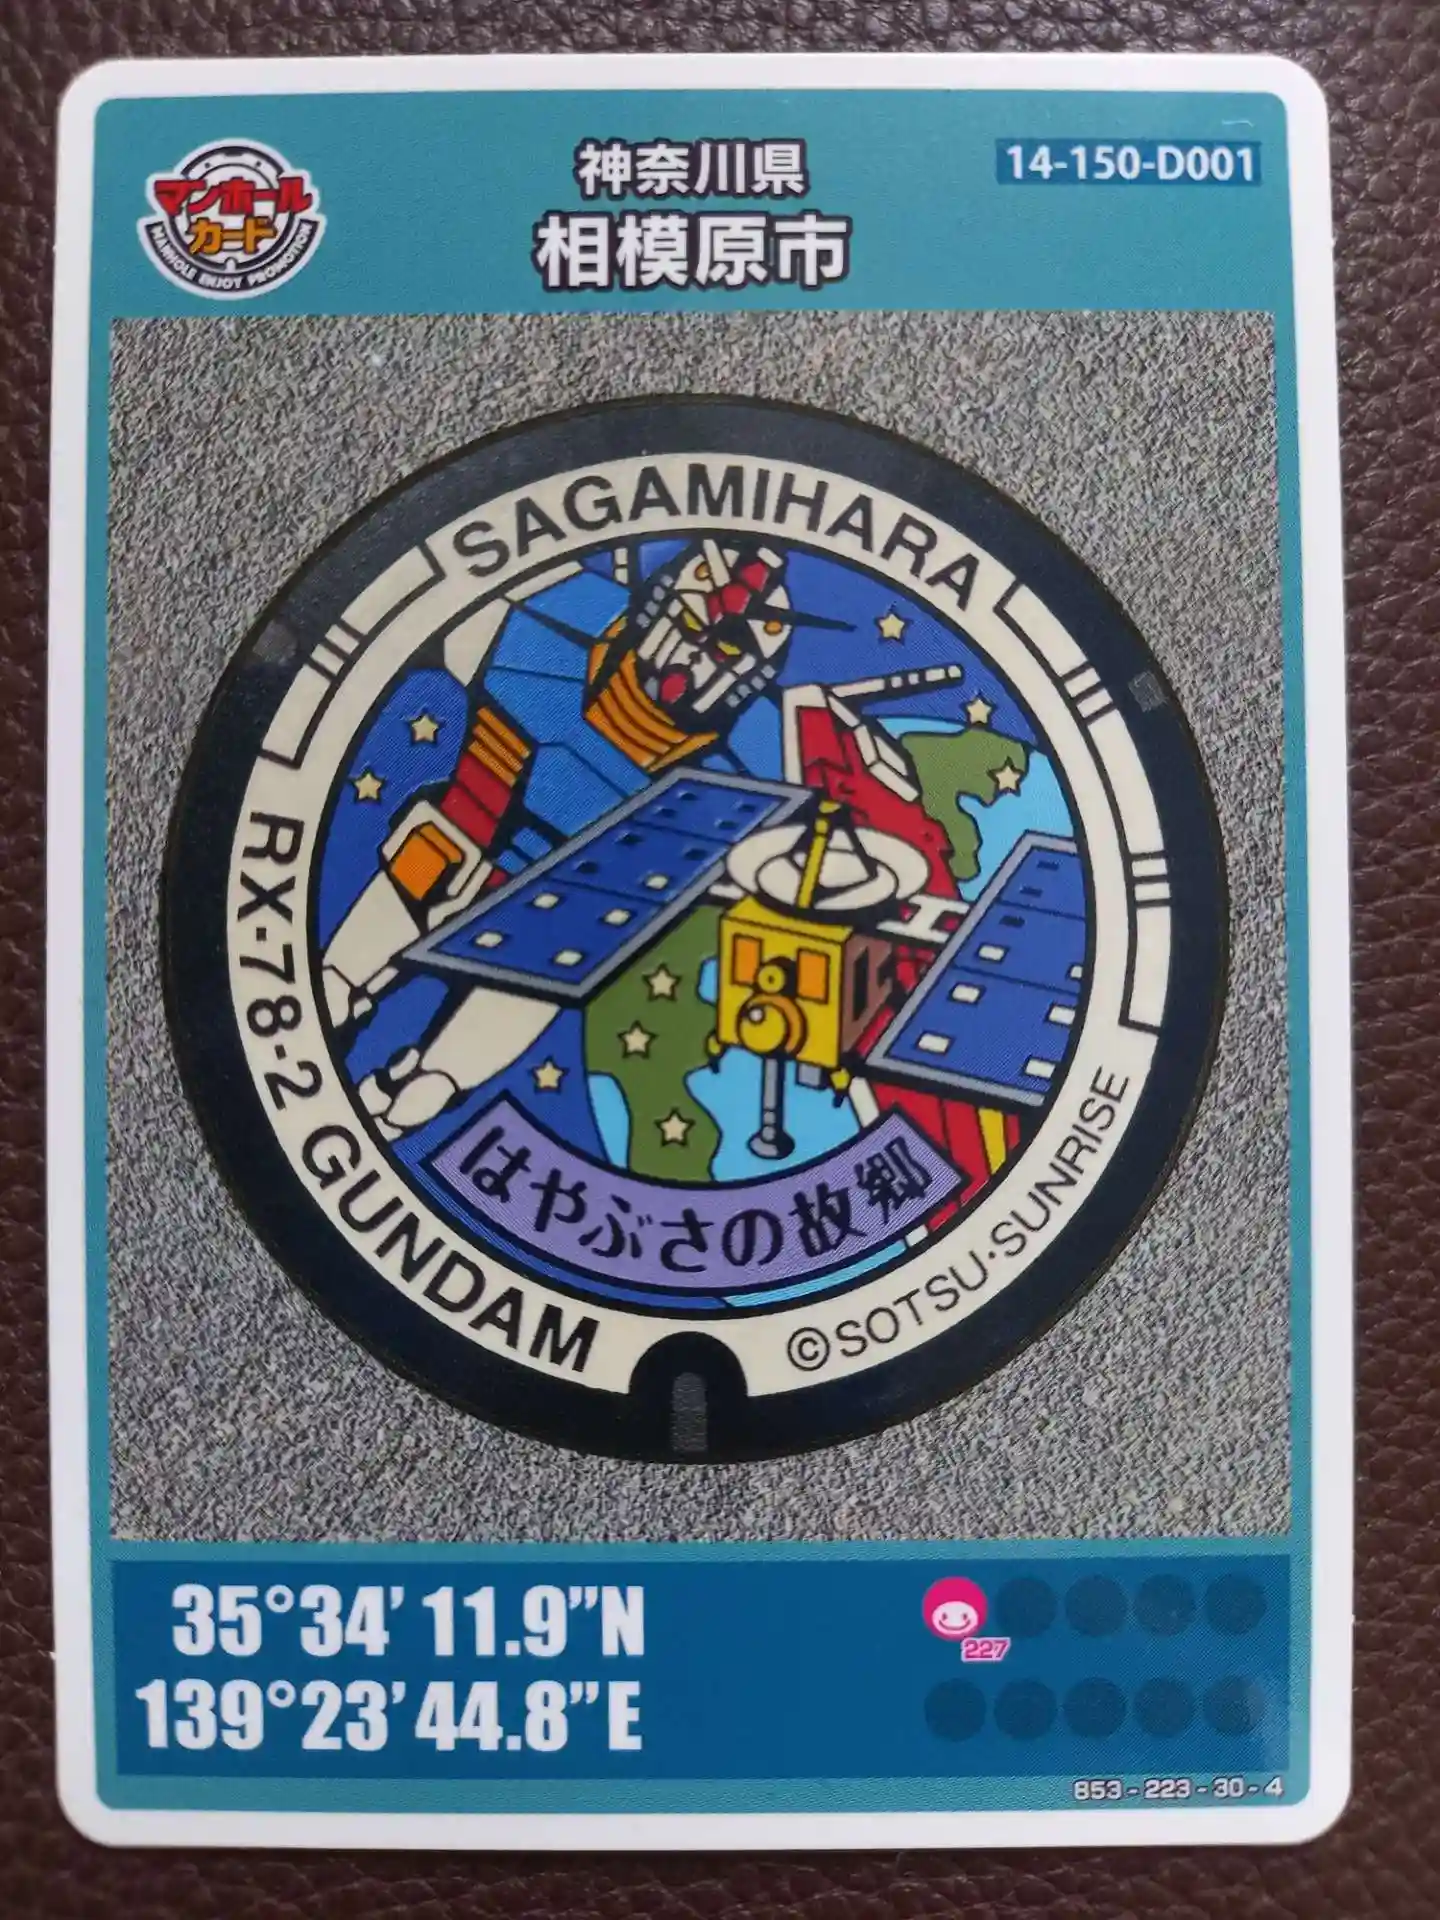 マンホール
カード
MANHOLE ENJOY PROMOTION
神奈川県
相模原市
14-150-D001
SAGAMIHARA
RX-78-2 GUNDAM
はやぶさの故郷
©SOTSU・SUNRISE
35°34' 11.9"N
139°23' 44.8"E
227
853 - 223 - 30 - 4